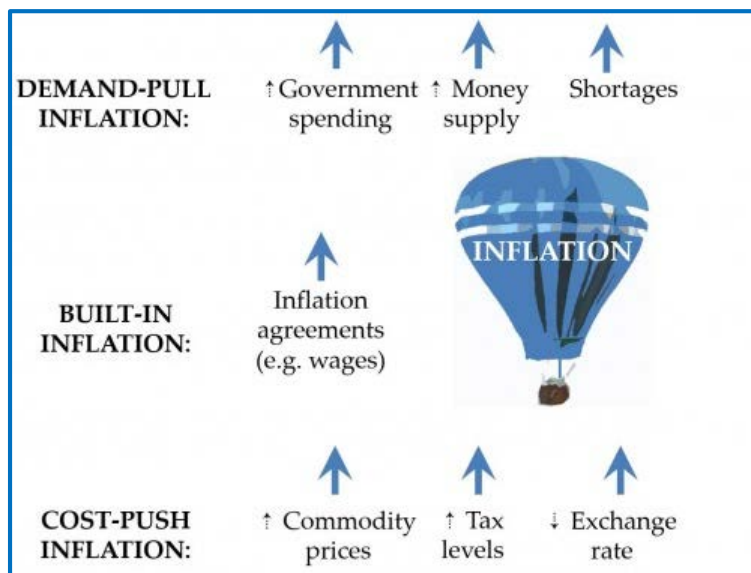 DEMAND-PULL
INFLATION:
↑ Government
spending
↑ Money
supply
Shortages
INFLATION
BUILT-IN
INFLATION:
Inflation
agreements
(e.g. wages)
COST-PUSH
INFLATION:
↑ Commodity
prices
↑ Tax
levels
↓ Exchange
rate